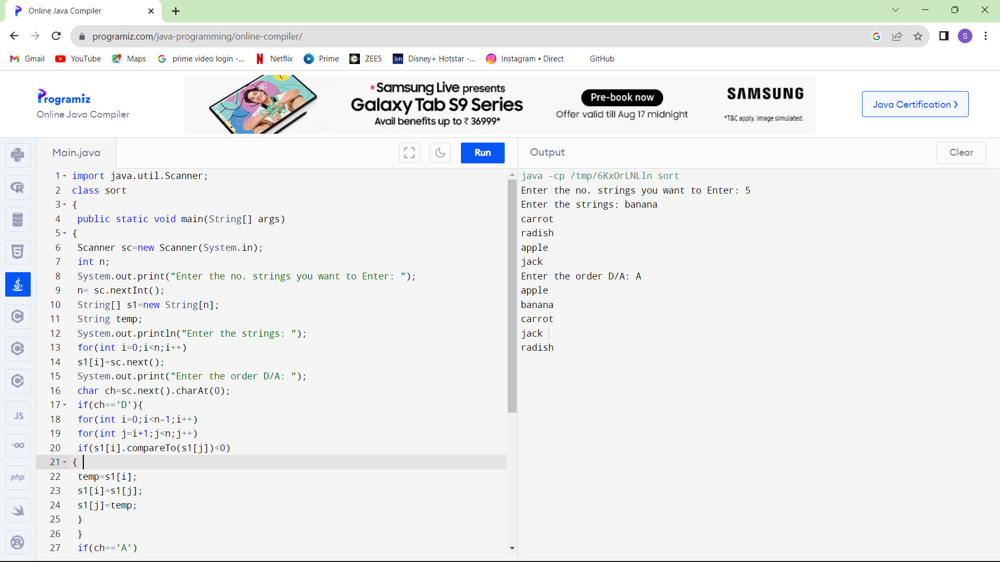 Online Java Compiler
programiz.com/java-programming/online-compiler/
S
Gmail YouTube Maps prime video login -... Netflix Prime ZEE5 Disney+ Hotstar -... Instagram • Direct GitHub
Programiz
Online Java Compiler
Samsung Live presents
Galaxy Tab S9 Series
Avail benefits up to ₹ 36999*
Pre-book now
Offer valid till Aug 17 midnight
SAMSUNG
*T&C apply. Image simulated.
Java Certification ›
Main.java
Run
Output
Clear
1 import java.util.Scanner;
2 class sort
3 {
4 public static void main(String[] args)
5 {
6 Scanner sc=new Scanner(System.in);
7 int n;
8 System.out.print("Enter the no. strings you want to Enter: ");
9 n= sc.nextInt();
10 String[] s1=new String[n];
11 String temp;
12 System.out.println("Enter the strings: ");
13 for(int i=0;i<n;i++)
14 s1[i]=sc.next();
15 System.out.print("Enter the order D/A: ");
16 char ch=sc.next().charAt(0);
17 if(ch=='D'){
18 for(int i=0;i<n-1;i++)
19 for(int j=i+1;j<n;j++)
20 if(s1[i].compareTo(s1[j])<0)
21 {
22 temp=s1[i];
23 s1[i]=s1[j];
24 s1[j]=temp;
25 }
26 }
27 if(ch=='A')
java -cp /tmp/6KxOrLNLln sort
Enter the no. strings you want to Enter: 5
Enter the strings: banana
carrot
radish
apple
jack
Enter the order D/A: A
apple
banana
carrot
jack
radish
JS
GO
php